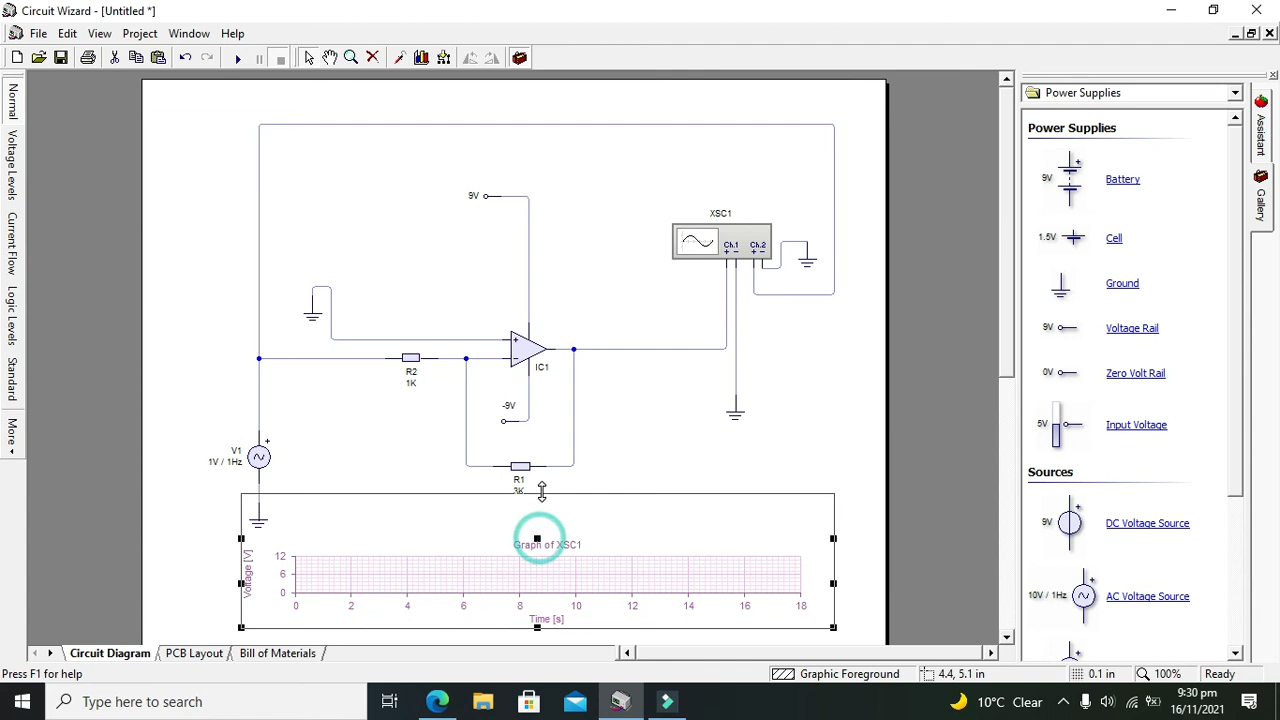 Circuit Wizard - [Untitled *]
File Edit View Project Window Help
Normal
Voltage Levels
Current Flow
Logic Levels
Standard
More
9V
XSC1
Ch.1 Ch.2
+ - + -
+
-
IC1
R2
1K
-9V
V1
1V / 1Hz
+
R1
3K
Graph of XSC1
Voltage [V]
12
6
0
0 2 4 6 8 10 12 14 16 18
Time [s]
Power Supplies
Power Supplies
9V + Battery
1.5V + Cell
Ground
9V Voltage Rail
0V Zero Volt Rail
5V Input Voltage
Sources
9V + DC Voltage Source
10V / 1Hz + AC Voltage Source
+
Assistant
Gallery
Circuit Diagram PCB Layout Bill of Materials
Press F1 for help
Graphic Foreground 4.4, 5.1 in 0.1 in 100% Ready
Type here to search
10°C Clear
9:30 pm
16/11/2021